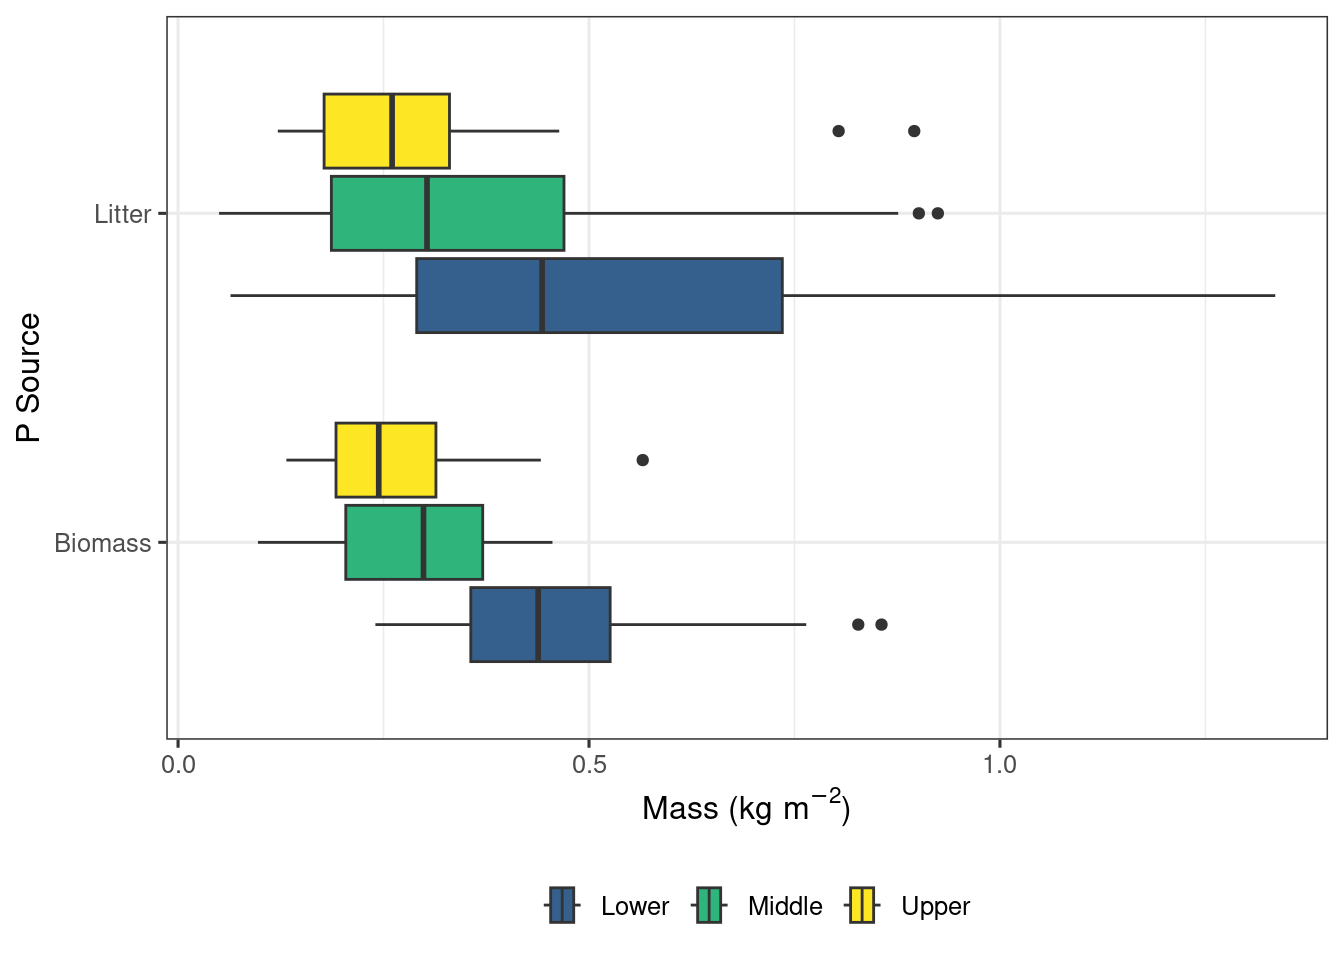 P Source
Litter
Biomass
0.0 0.5 1.0
Mass (kg m⁻²)
Lower Middle Upper